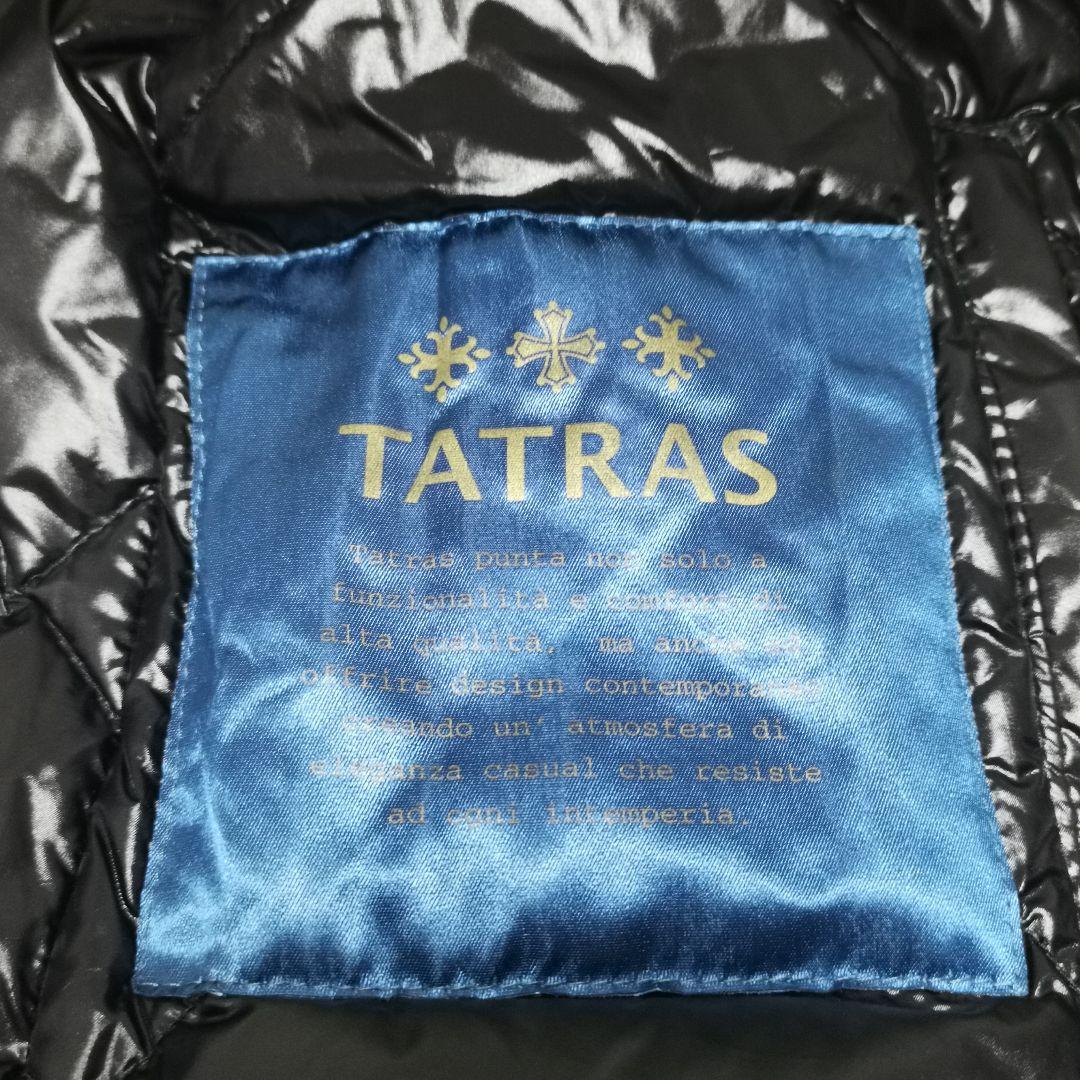 TATRAS
Tatras punta non solo a
funzionalità e comfort di
alta qualità, ma anche ad
offrire design contemporanei
creando un' atmosfera di
eleganza casual che resiste
ad ogni intemperia.